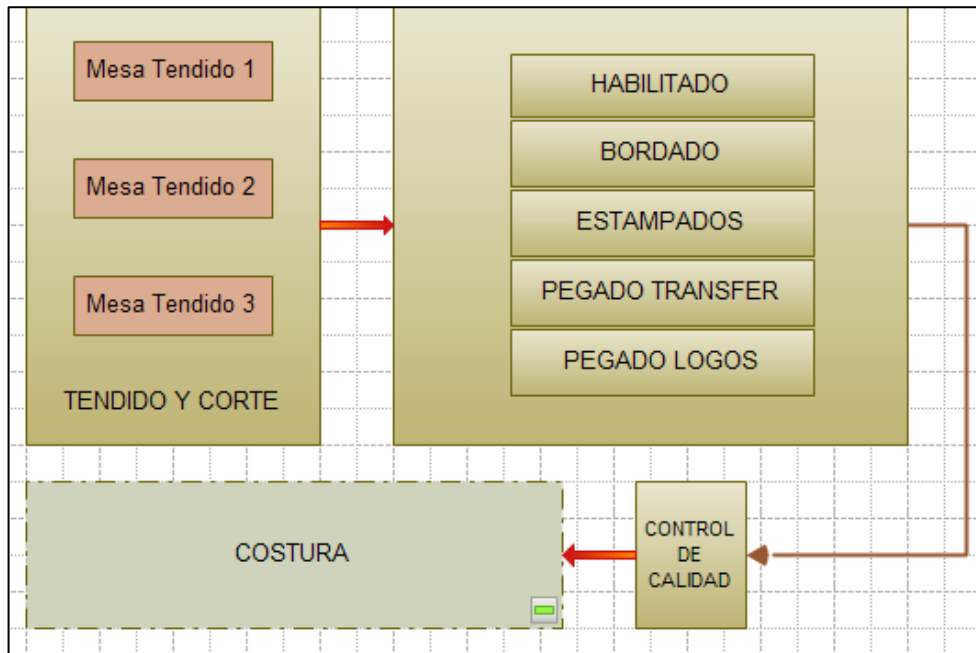 Mesa Tendido 1
Mesa Tendido 2
Mesa Tendido 3
TENDIDO Y CORTE
HABILITADO
BORDADO
ESTAMPADOS
PEGADO TRANSFER
PEGADO LOGOS
COSTURA
CONTROL
DE
CALIDAD